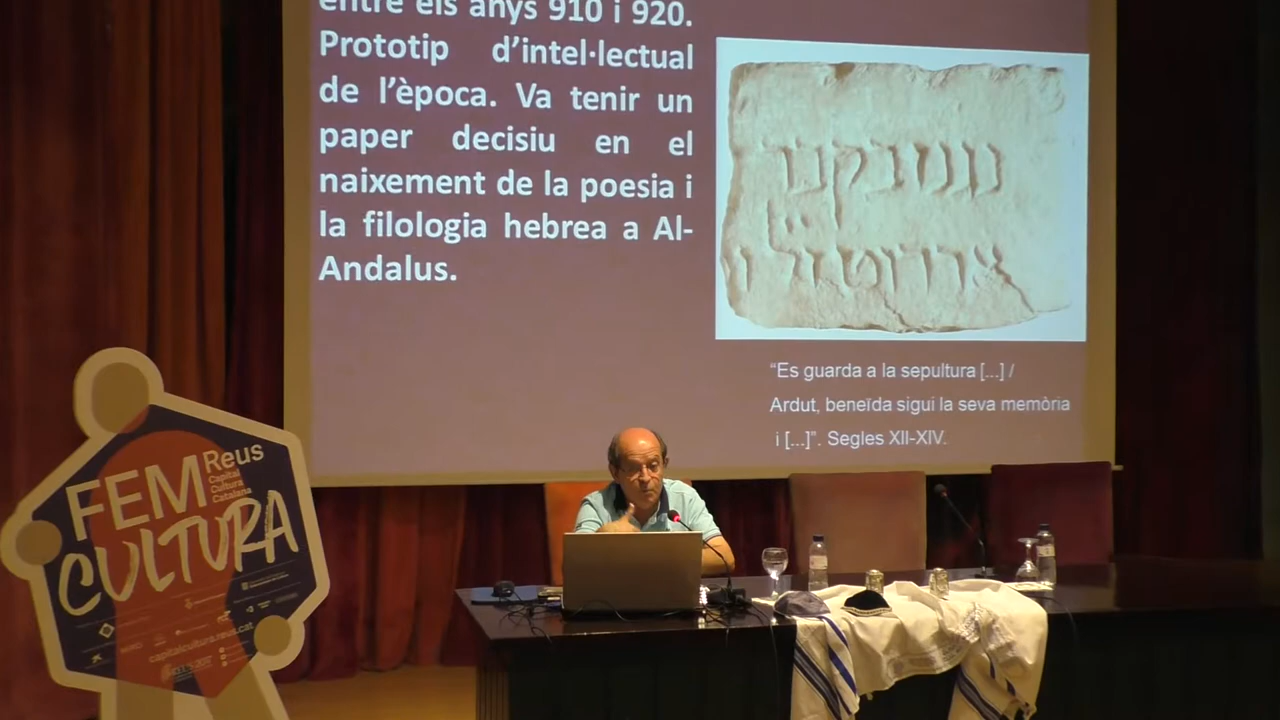 entre els anys 910 i 920.
Prototip d’intel·lectual
de l’època. Va tenir un
paper decisiu en el
naixement de la poesia i
la filologia hebrea a Al-
Andalus.
“Es guarda a la sepultura [...] /
Ardut, beneïda sigui la seva memòria
i [...]”. Segles XII-XIV.
FEM
Reus
Capital
Cultura
Catalana
CULTURA
capitalcultura.reus.cat